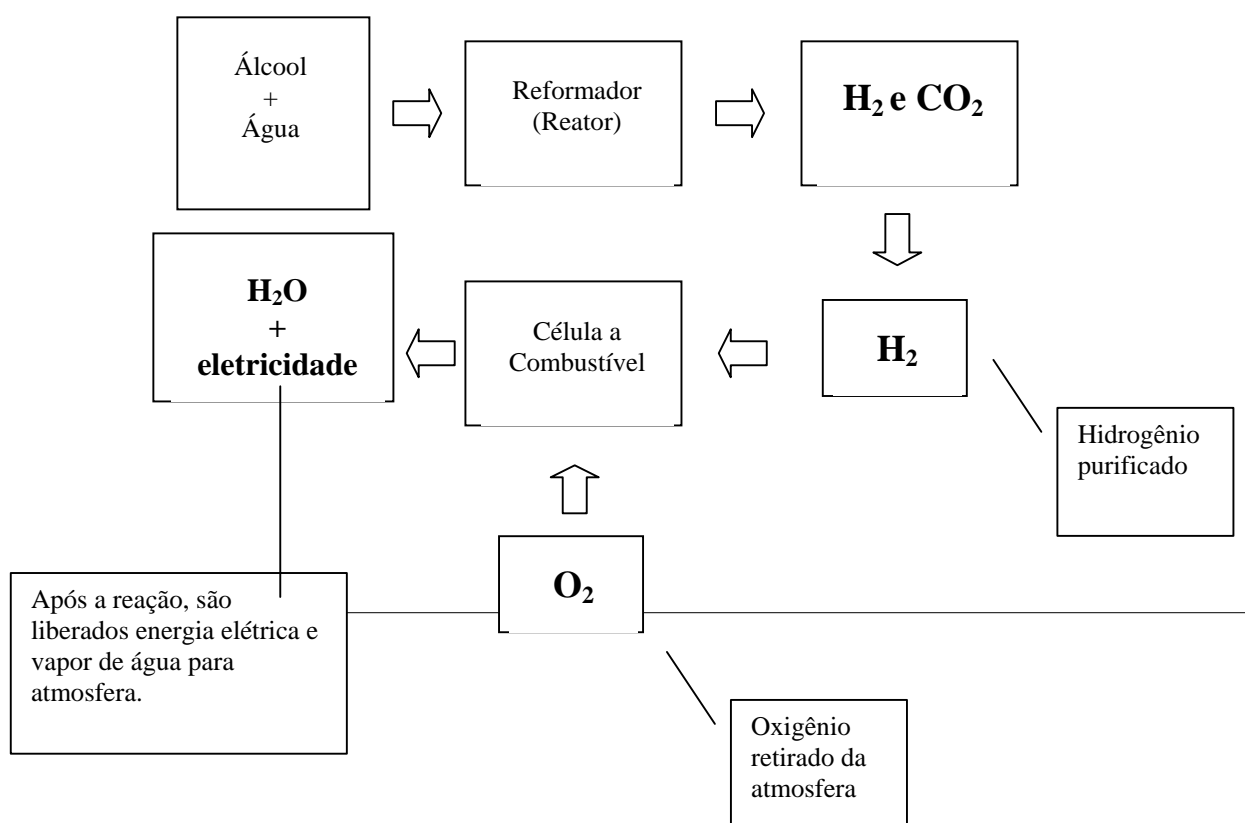 Álcool
+
Água
Reformador
(Reator)
H₂ e CO₂
H₂O
+
eletricidade
Célula a
Combustível
H₂
Hidrogênio
purificado
O₂
Após a reação, são
liberados energia elétrica e
vapor de água para
atmosfera.
Oxigênio
retirado da
atmosfera